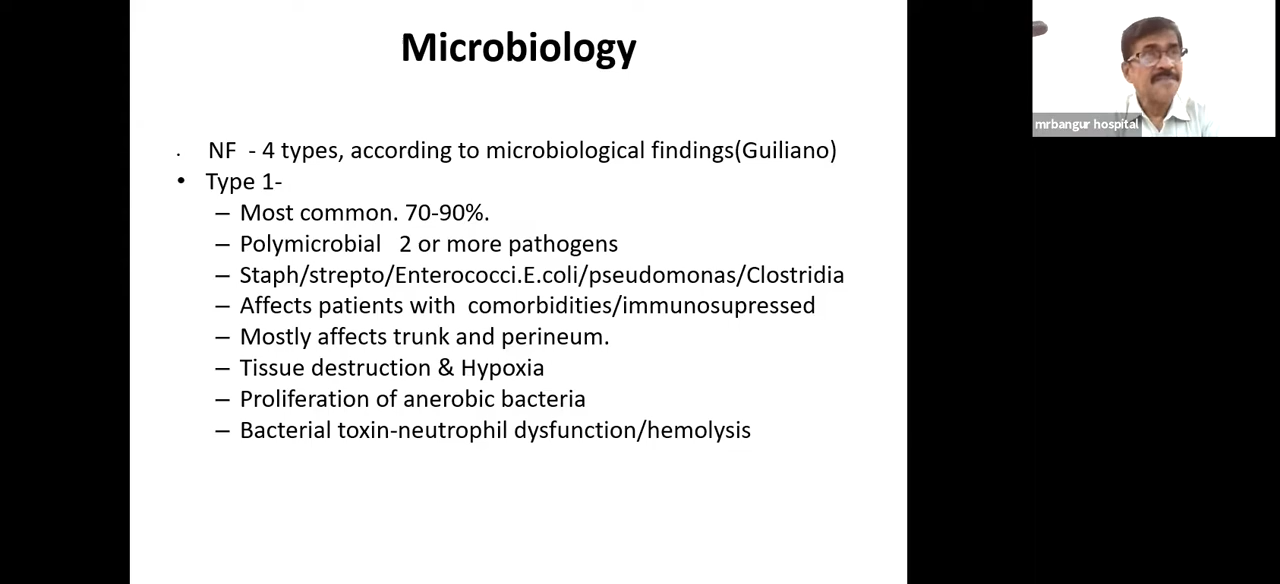 Microbiology
. NF - 4 types, according to microbiological findings(Guiliano)
• Type 1-
– Most common. 70-90%.
– Polymicrobial 2 or more pathogens
– Staph/strepto/Enterococci.E.coli/pseudomonas/Clostridia
– Affects patients with comorbidities/immunosupressed
– Mostly affects trunk and perineum.
– Tissue destruction & Hypoxia
– Proliferation of anerobic bacteria
– Bacterial toxin-neutrophil dysfunction/hemolysis
mrbangur hospital